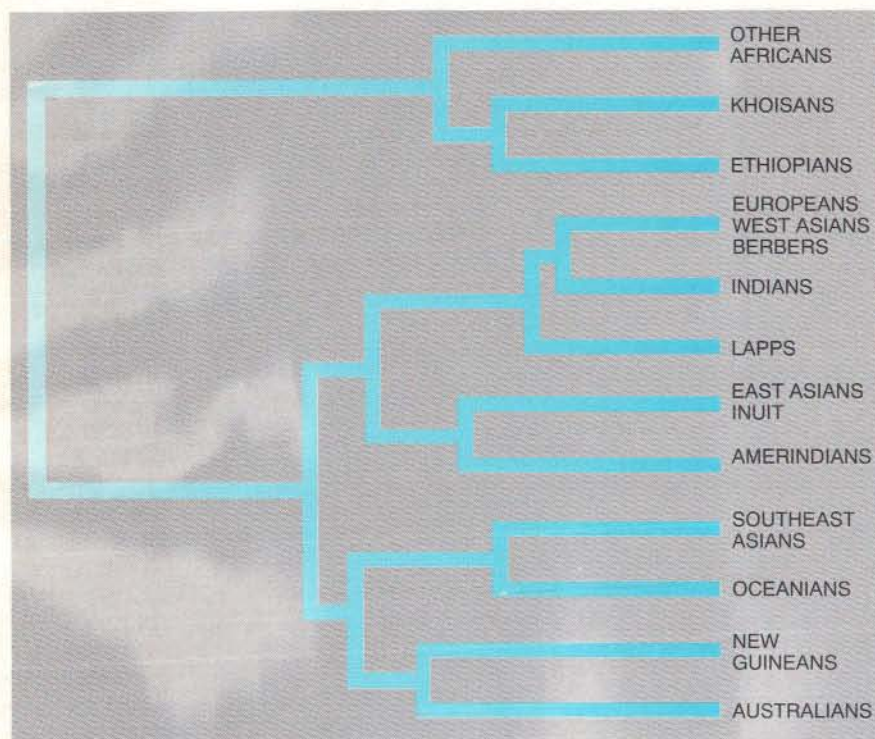 OTHER
AFRICANS
KHOISANS
ETHIOPIANS
EUROPEANS
WEST ASIANS
BERBERS
INDIANS
LAPPS
EAST ASIANS
INUIT
AMERINDIANS
SOUTHEAST
ASIANS
OCEANIANS
NEW
GUINEANS
AUSTRALIANS